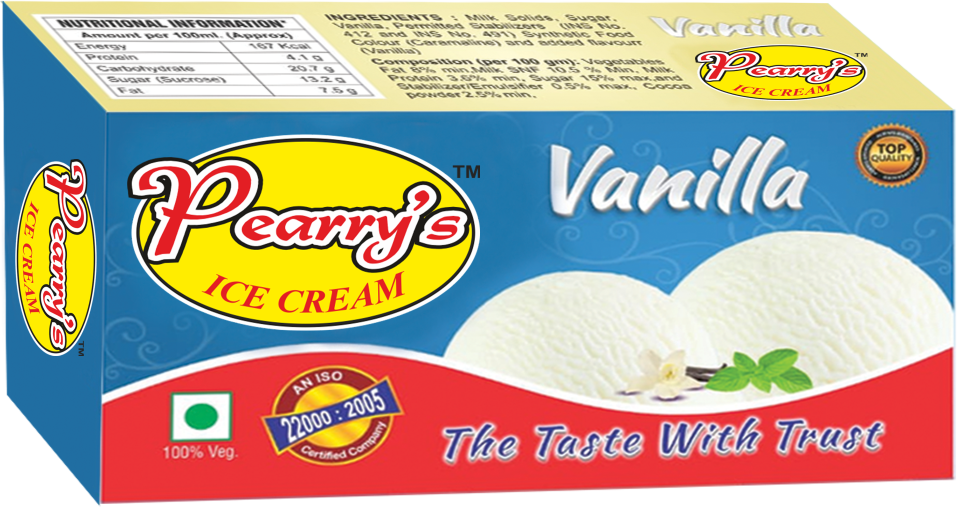 NUTRITIONAL INFORMATION*
Amount per 100ml. (Approx)
Energy 167 Kcal
Protein 4.1 g
Carbohydrate 20.7 g
Sugar (Sucrose) 13.2 g
Fat 7.5 g
INGREDIENTS : Milk Solids, Sugar,
Vanilla, Permitted Stabilizers (INS No.
412 and INS No. 491) Synthetic Food
Colour (Caramaline) and added flavour
(Vanilla)
Composition (per 100 gm): Vegetables
Fat 8% min,Milk SNF 10.5 % Min, Milk
Protein 3.5% min, Sugar 15% max,and
Stabilizer/Emulsifier 0.5% max, Cocoa
powder 2.5% min.
Vanilla
Pearry's TM
ICE CREAM
Pearry's TM
ICE CREAM
Pearry's TM
ICE CREAM
Vanilla
TOP
QUALITY
100% Veg.
AN ISO
22000 : 2005
Certified Company
The Taste With Trust